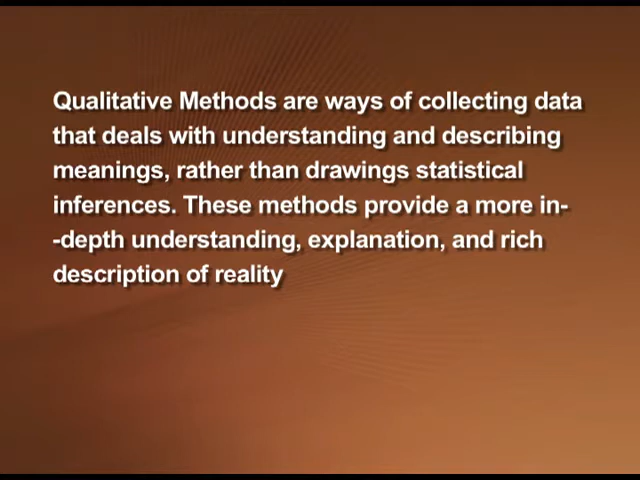 Qualitative Methods are ways of collecting data
that deals with understanding and describing
meanings, rather than drawings statistical
inferences. These methods provide a more in-
-depth understanding, explanation, and rich
description of reality